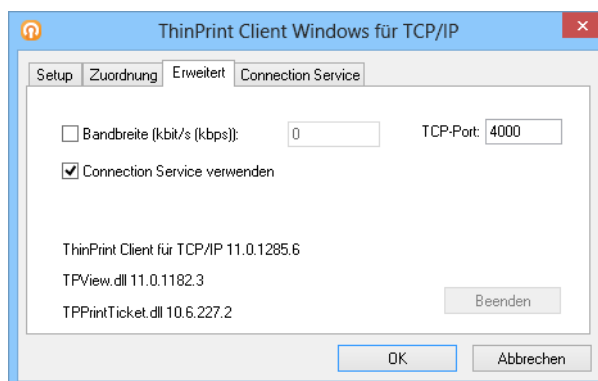 ThinPrint Client Windows für TCP/IP
Setup Zuordnung Erweitert Connection Service
Bandbreite (kbit/s (kbps)): 0 TCP-Port: 4000
Connection Service verwenden
ThinPrint Client für TCP/IP 11.0.1285.6
TPView.dll 11.0.1182.3
TPPrintTicket.dll 10.6.227.2
Beenden
OK Abbrechen